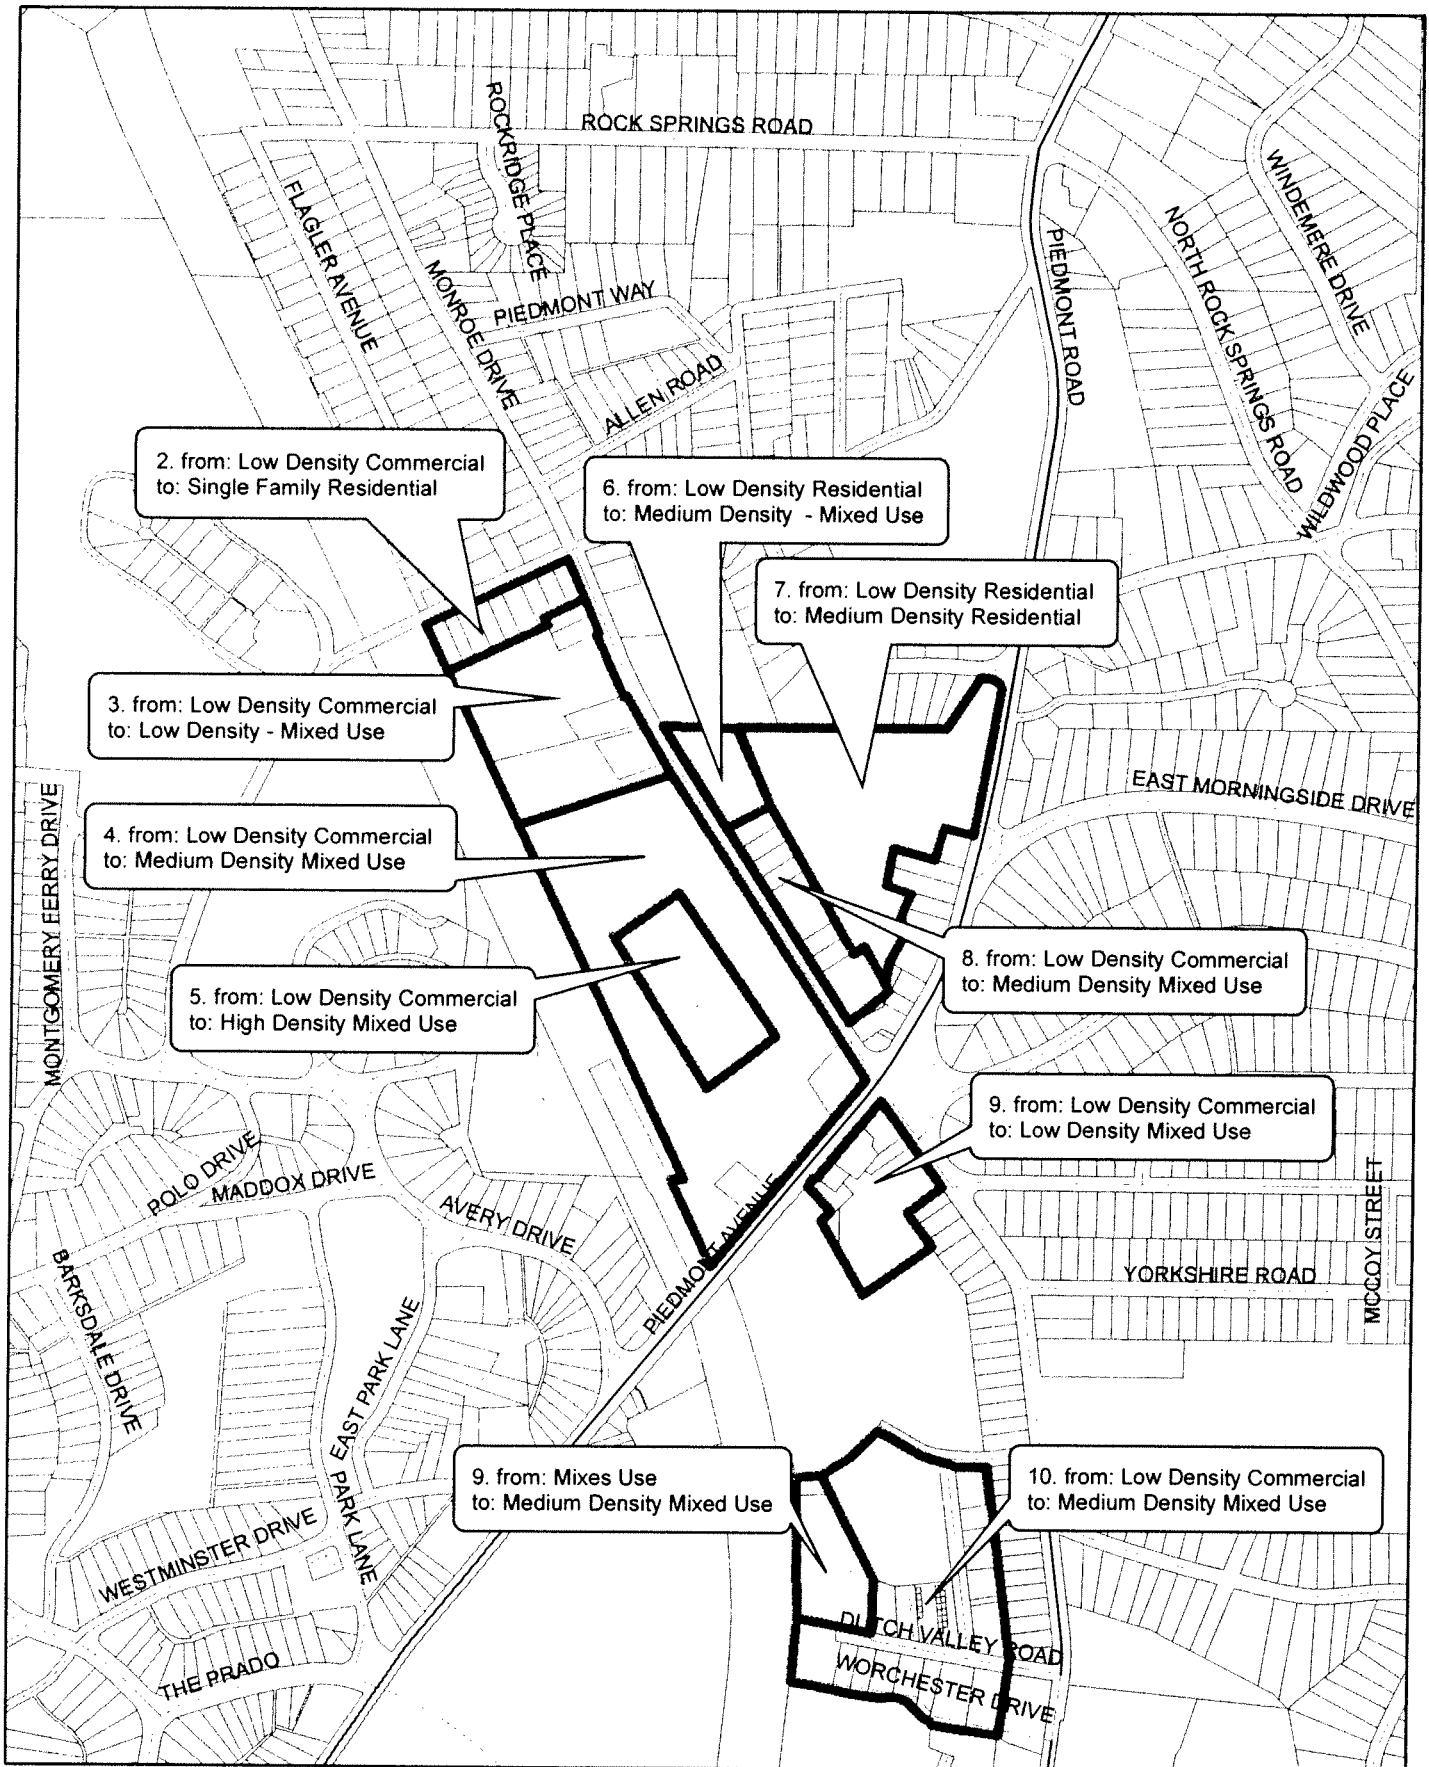 ROCK SPRINGS ROAD
ROCKRIDGE PLACE
FLAGLER AVENUE
MONROE DRIVE
PIEDMONT WAY
ALLEN ROAD
PIEDMONT ROAD
NORTH ROCK SPRINGS ROAD
WINDEMERE DRIVE
WILDWOOD PLACE
2. from: Low Density Commercial
to: Single Family Residential
6. from: Low Density Residential
to: Medium Density - Mixed Use
7. from: Low Density Residential
to: Medium Density Residential
3. from: Low Density Commercial
to: Low Density - Mixed Use
EAST MORNINGSIDE DRIVE
MONTGOMERY FERRY DRIVE
4. from: Low Density Commercial
to: Medium Density Mixed Use
8. from: Low Density Commercial
to: Medium Density Mixed Use
5. from: Low Density Commercial
to: High Density Mixed Use
9. from: Low Density Commercial
to: Low Density Mixed Use
POLO DRIVE
MADDOX DRIVE
AVERY DRIVE
PIEDMONT AVENUE
MCCOY STREET
YORKSHIRE ROAD
BARKSDALE DRIVE
EAST PARK LANE
PARK LANE
9. from: Mixes Use
to: Medium Density Mixed Use
10. from: Low Density Commercial
to: Medium Density Mixed Use
WESTMINSTER DRIVE
THE PRADO
DUTCH VALLEY ROAD
WORCHESTER DRIVE